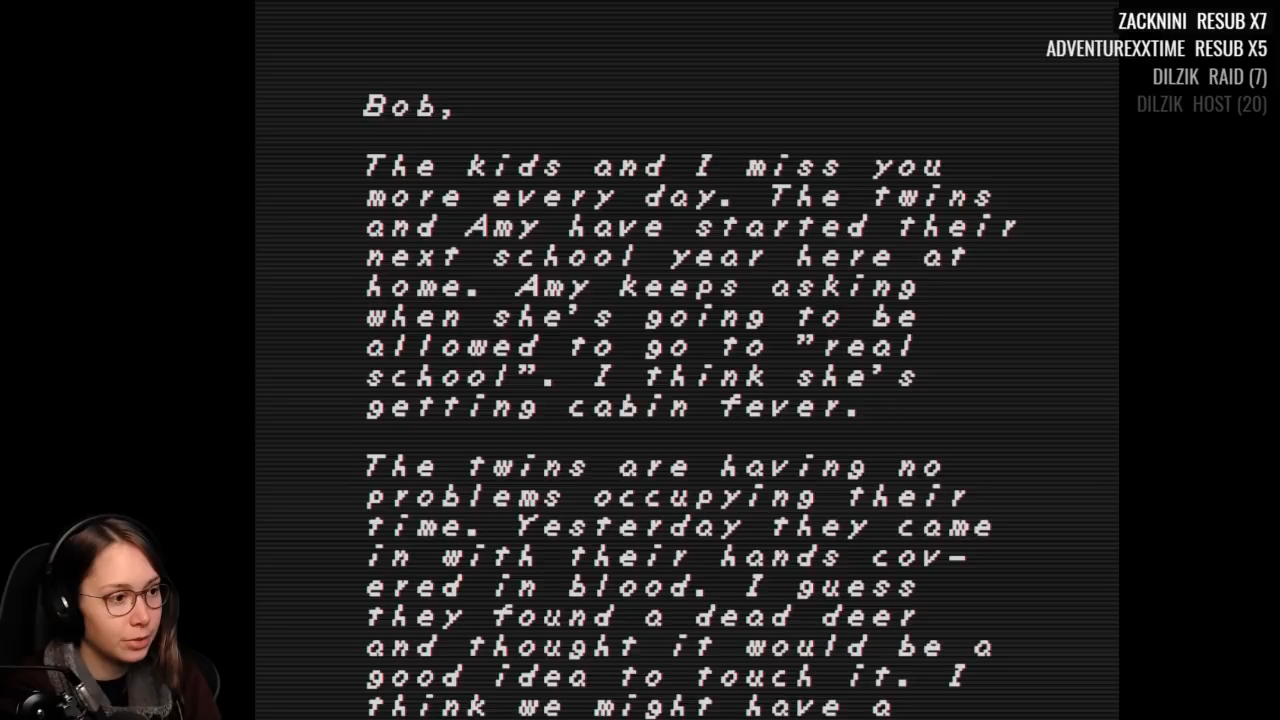 ZACKNINI RESUB X7
ADVENTUREXXTIME RESUB X5
DILZIK RAID (7)
DILZIK HOST (20)
Bob,
The kids and I miss you
more every day. The twins
and Amy have started their
next school year here at
home. Amy keeps asking
when she's going to be
allowed to go to "real
school". I think she's
getting cabin fever.
The twins are having no
problems occupying their
time. Yesterday they came
in with their hands cov-
ered in blood. I guess
they found a dead deer
and thought it would be a
good idea to touch it. I
think we might have a